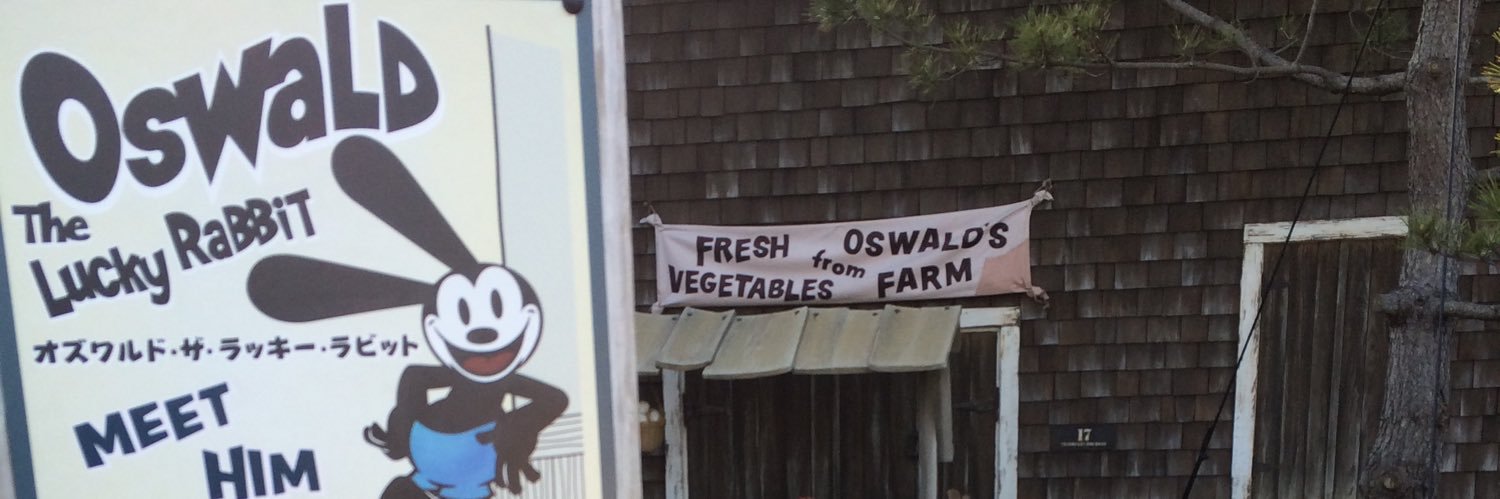 OSWALD
The
Lucky RABBIT
オズワルド・ザ・ラッキー・ラビット
MEET
HIM
FRESH from OSWALD'S
VEGETABLES FARM
17